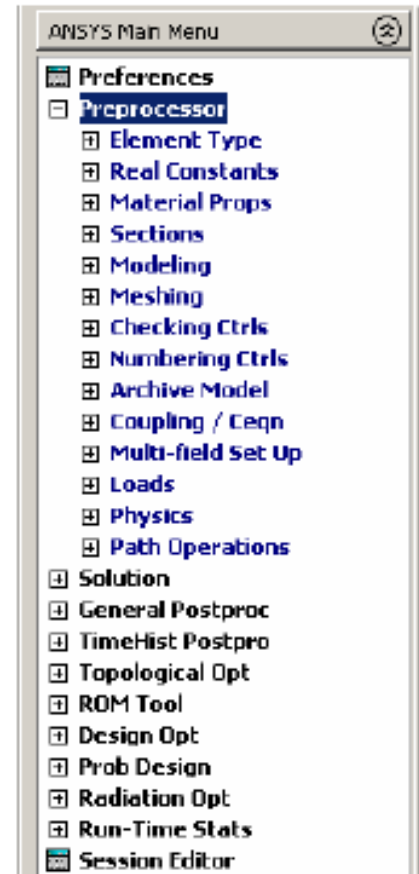 ANSYS Main Menu
Preferences
Preprocessor
Element Type
Real Constants
Material Props
Sections
Modeling
Meshing
Checking Ctrls
Numbering Ctrls
Archive Model
Coupling / Ceqn
Multi-field Set Up
Loads
Physics
Path Operations
Solution
General Postproc
TimeHist Postpro
Topological Opt
ROM Tool
Design Opt
Prob Design
Radiation Opt
Run-Time Stats
Session Editor